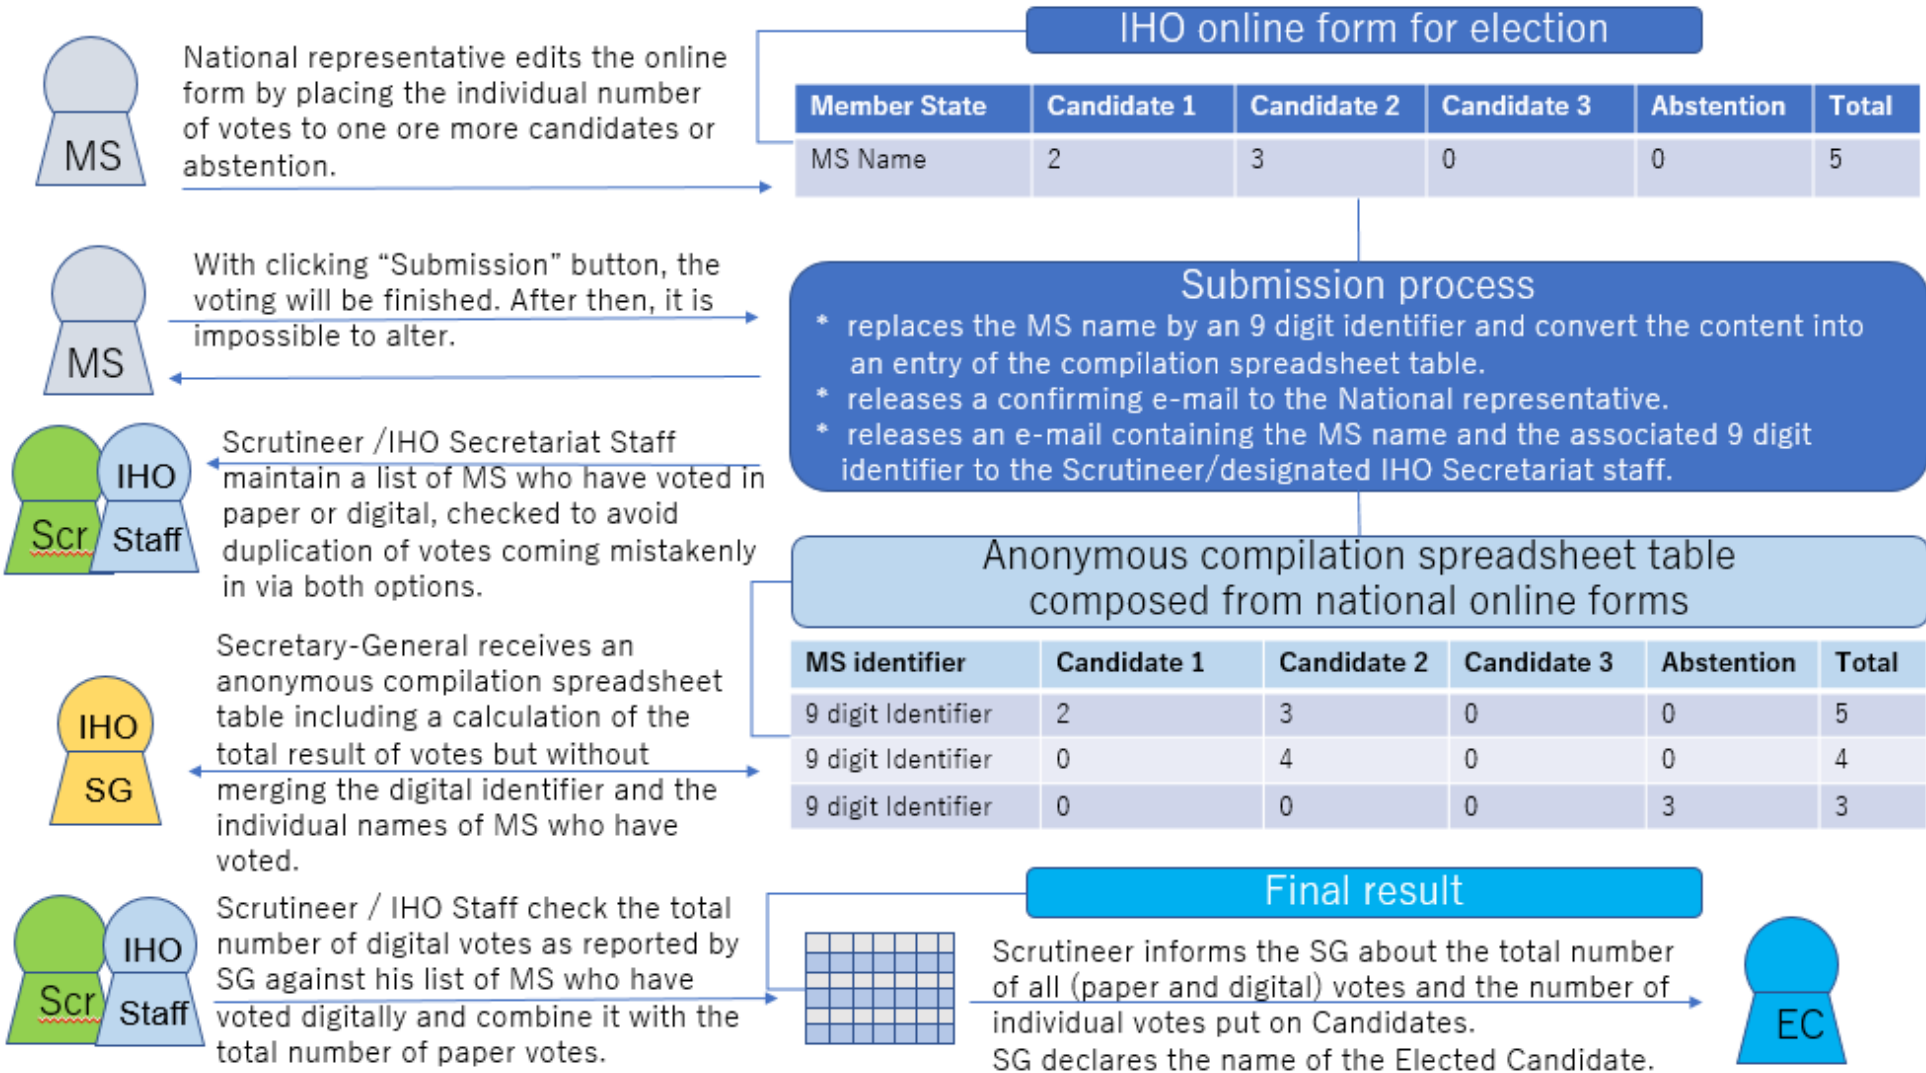 IHO online form for election
MS
National representative edits the online
form by placing the individual number
of votes to one ore more candidates or
abstention.
Member State Candidate 1 Candidate 2 Candidate 3 Abstention Total
MS Name 2 3 0 0 5
MS
With clicking “Submission” button, the
voting will be finished. After then, it is
impossible to alter.
Submission process
* replaces the MS name by an 9 digit identifier and convert the content into
an entry of the compilation spreadsheet table.
* releases a confirming e-mail to the National representative.
* releases an e-mail containing the MS name and the associated 9 digit
identifier to the Scrutineer/designated IHO Secretariat staff.
Scr
IHO
Staff
Scrutineer /IHO Secretariat Staff
maintain a list of MS who have voted in
paper or digital, checked to avoid
duplication of votes coming mistakenly
in via both options.
Anonymous compilation spreadsheet table
composed from national online forms
IHO
SG
Secretary-General receives an
anonymous compilation spreadsheet
table including a calculation of the
total result of votes but without
merging the digital identifier and the
individual names of MS who have
voted.
MS identifier Candidate 1 Candidate 2 Candidate 3 Abstention Total
9 digit Identifier 2 3 0 0 5
9 digit Identifier 0 4 0 0 4
9 digit Identifier 0 0 0 3 3
Scr
IHO
Staff
Scrutineer / IHO Staff check the total
number of digital votes as reported by
SG against his list of MS who have
voted digitally and combine it with the
total number of paper votes.
Final result
Scrutineer informs the SG about the total number
of all (paper and digital) votes and the number of
individual votes put on Candidates.
SG declares the name of the Elected Candidate.
EC